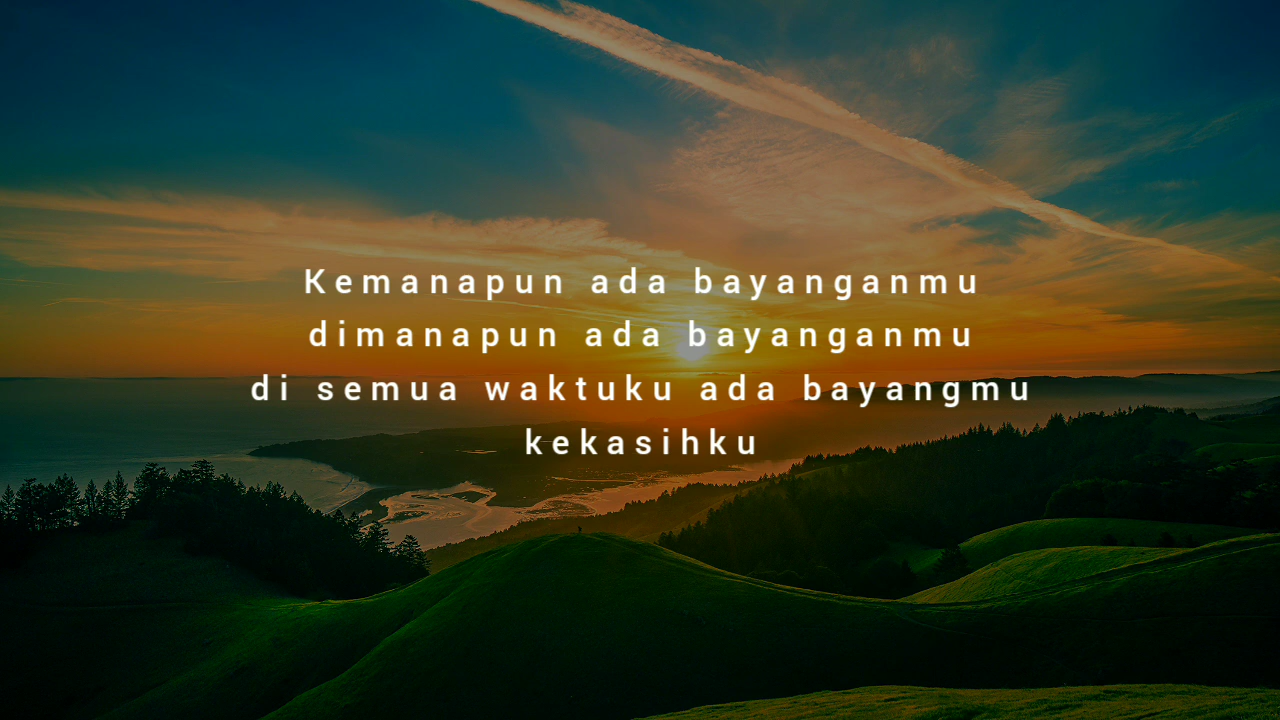 Kemanapun ada bayanganmu
dimanapun ada bayanganmu
di semua waktuku ada bayangmu
kekasihku